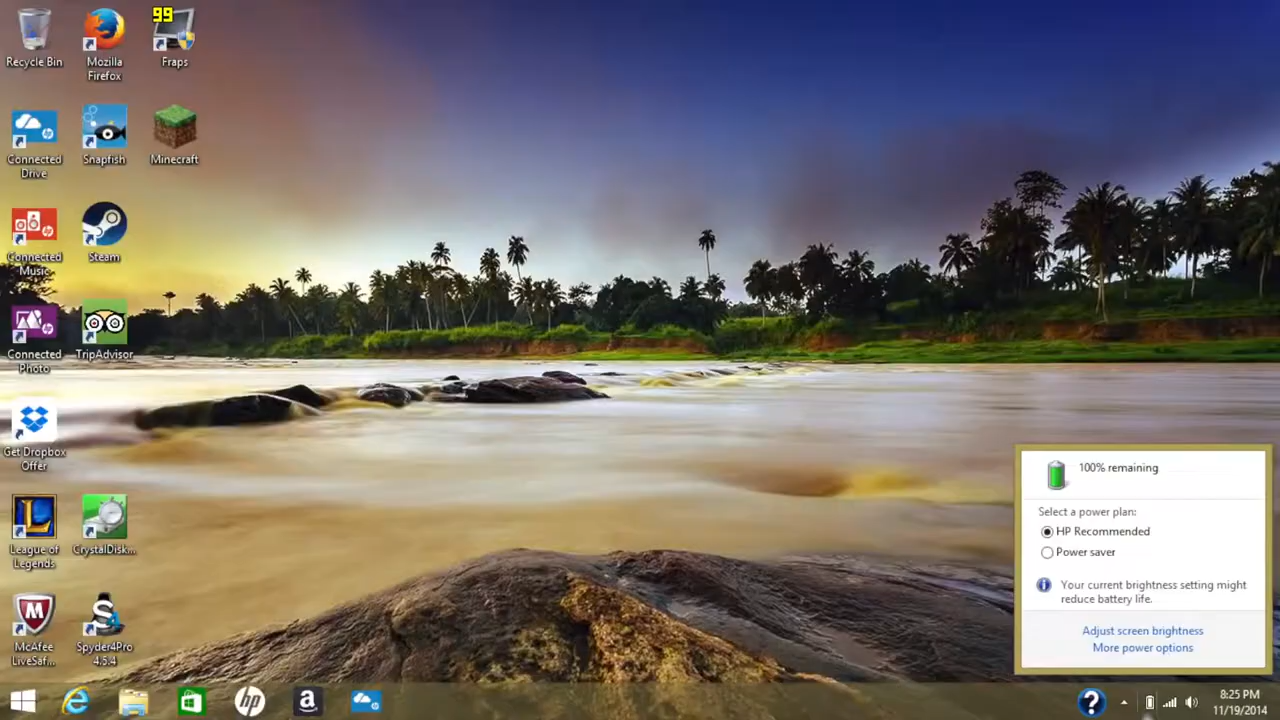 99
Recycle Bin
Mozilla
Firefox
Fraps
Connected
Drive
Snapfish
Minecraft
Connected
Music
Steam
Connected
Photo
TripAdvisor
Get Dropbox
Offer
League of
Legends
CrystalDisk...
McAfee
LiveSaf...
Spyder4Pro
4.5.4
100% remaining
Select a power plan:
HP Recommended
Power saver
Your current brightness setting might
reduce battery life.
Adjust screen brightness
More power options
hp
a
?
8:25 PM
11/19/2014